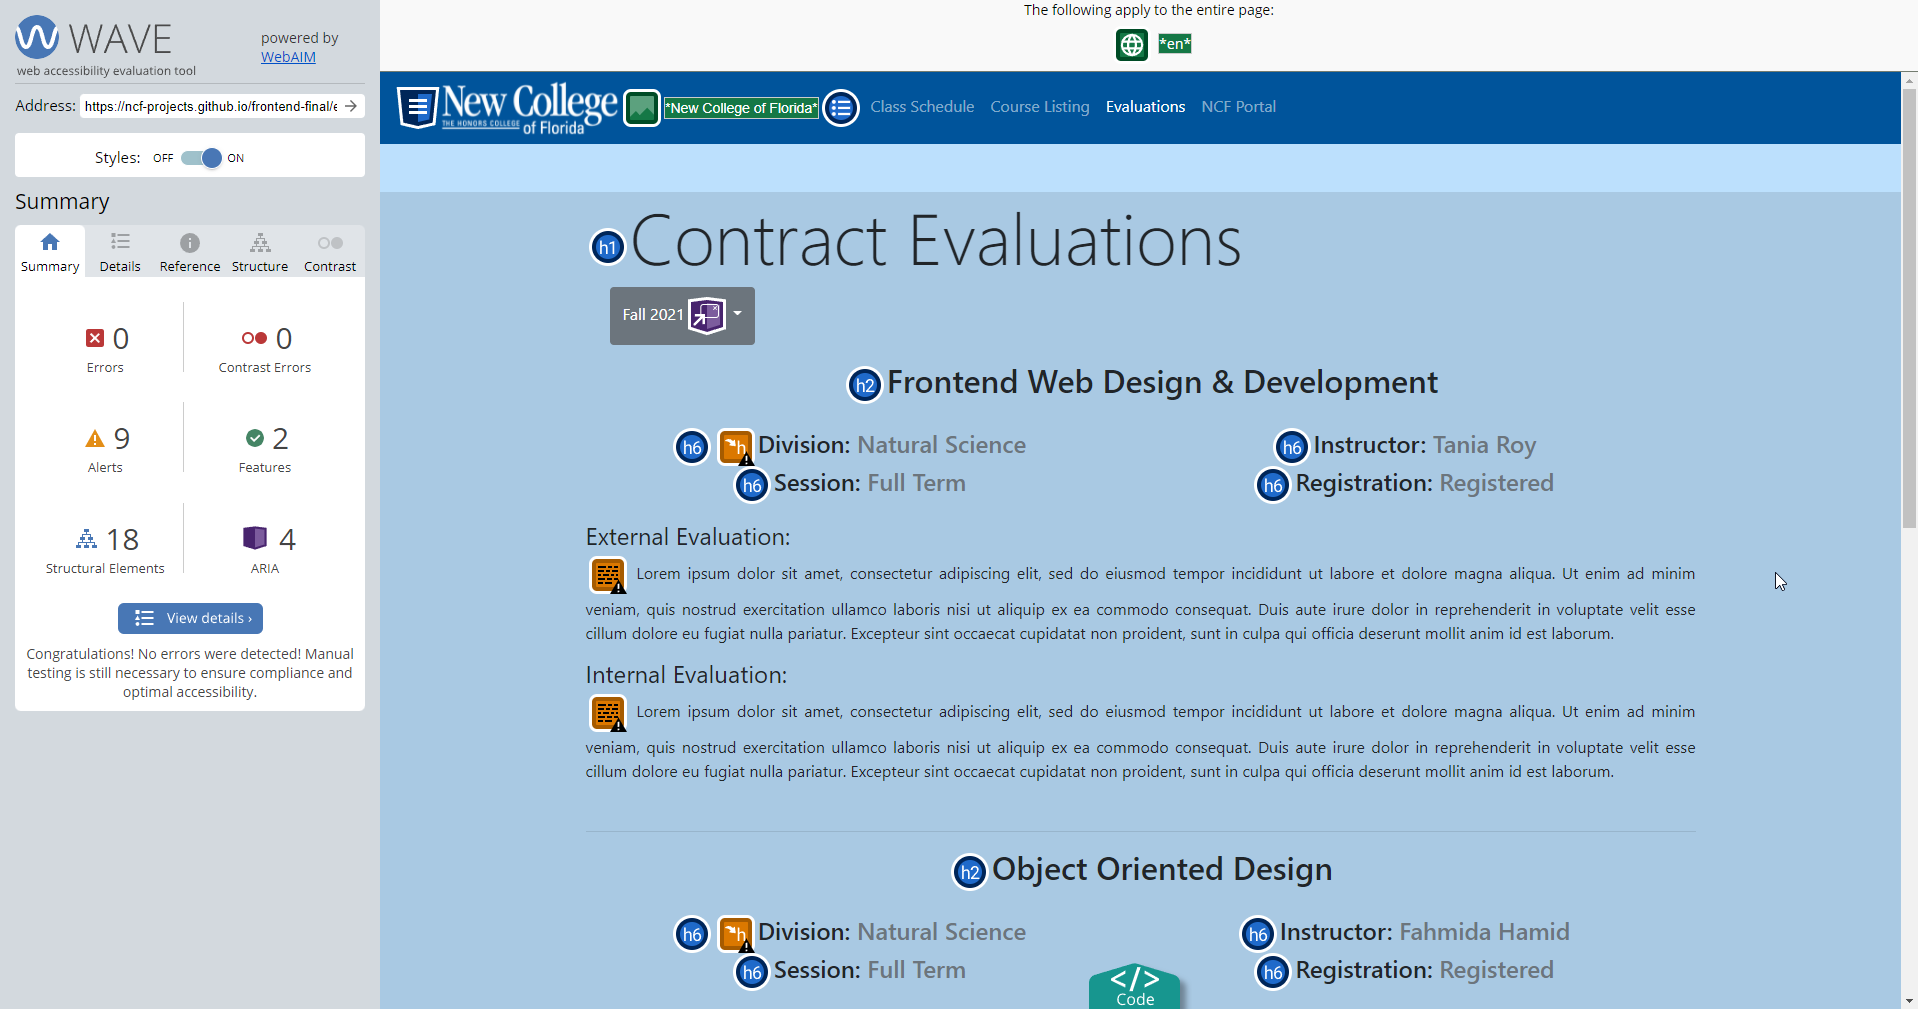 The following apply to the entire page:
*en*
WAVE
powered by
WebAIM
web accessibility evaluation tool
Address: https://ncf-projects.github.io/frontend-final/e
Styles: OFF ON
Summary
Summary Details Reference Structure Contrast
0 0
Errors Contrast Errors
9 2
Alerts Features
18 4
Structural Elements ARIA
View details ›
Congratulations! No errors were detected! Manual
testing is still necessary to ensure compliance and
optimal accessibility.
New College
THE HONORS COLLEGE
of Florida
*New College of Florida*
Class Schedule Course Listing Evaluations NCF Portal
h1 Contract Evaluations
Fall 2021
h2 Frontend Web Design & Development
h6 h Division: Natural Science h6 Instructor: Tania Roy
h6 Session: Full Term h6 Registration: Registered
External Evaluation:
Lorem ipsum dolor sit amet, consectetur adipiscing elit, sed do eiusmod tempor incididunt ut labore et dolore magna aliqua. Ut enim ad minim
veniam, quis nostrud exercitation ullamco laboris nisi ut aliquip ex ea commodo consequat. Duis aute irure dolor in reprehenderit in voluptate velit esse
cillum dolore eu fugiat nulla pariatur. Excepteur sint occaecat cupidatat non proident, sunt in culpa qui officia deserunt mollit anim id est laborum.
Internal Evaluation:
Lorem ipsum dolor sit amet, consectetur adipiscing elit, sed do eiusmod tempor incididunt ut labore et dolore magna aliqua. Ut enim ad minim
veniam, quis nostrud exercitation ullamco laboris nisi ut aliquip ex ea commodo consequat. Duis aute irure dolor in reprehenderit in voluptate velit esse
cillum dolore eu fugiat nulla pariatur. Excepteur sint occaecat cupidatat non proident, sunt in culpa qui officia deserunt mollit anim id est laborum.
h2 Object Oriented Design
h6 h Division: Natural Science h6 Instructor: Fahmida Hamid
h6 Session: Full Term h6 Registration: Registered
</>
Code